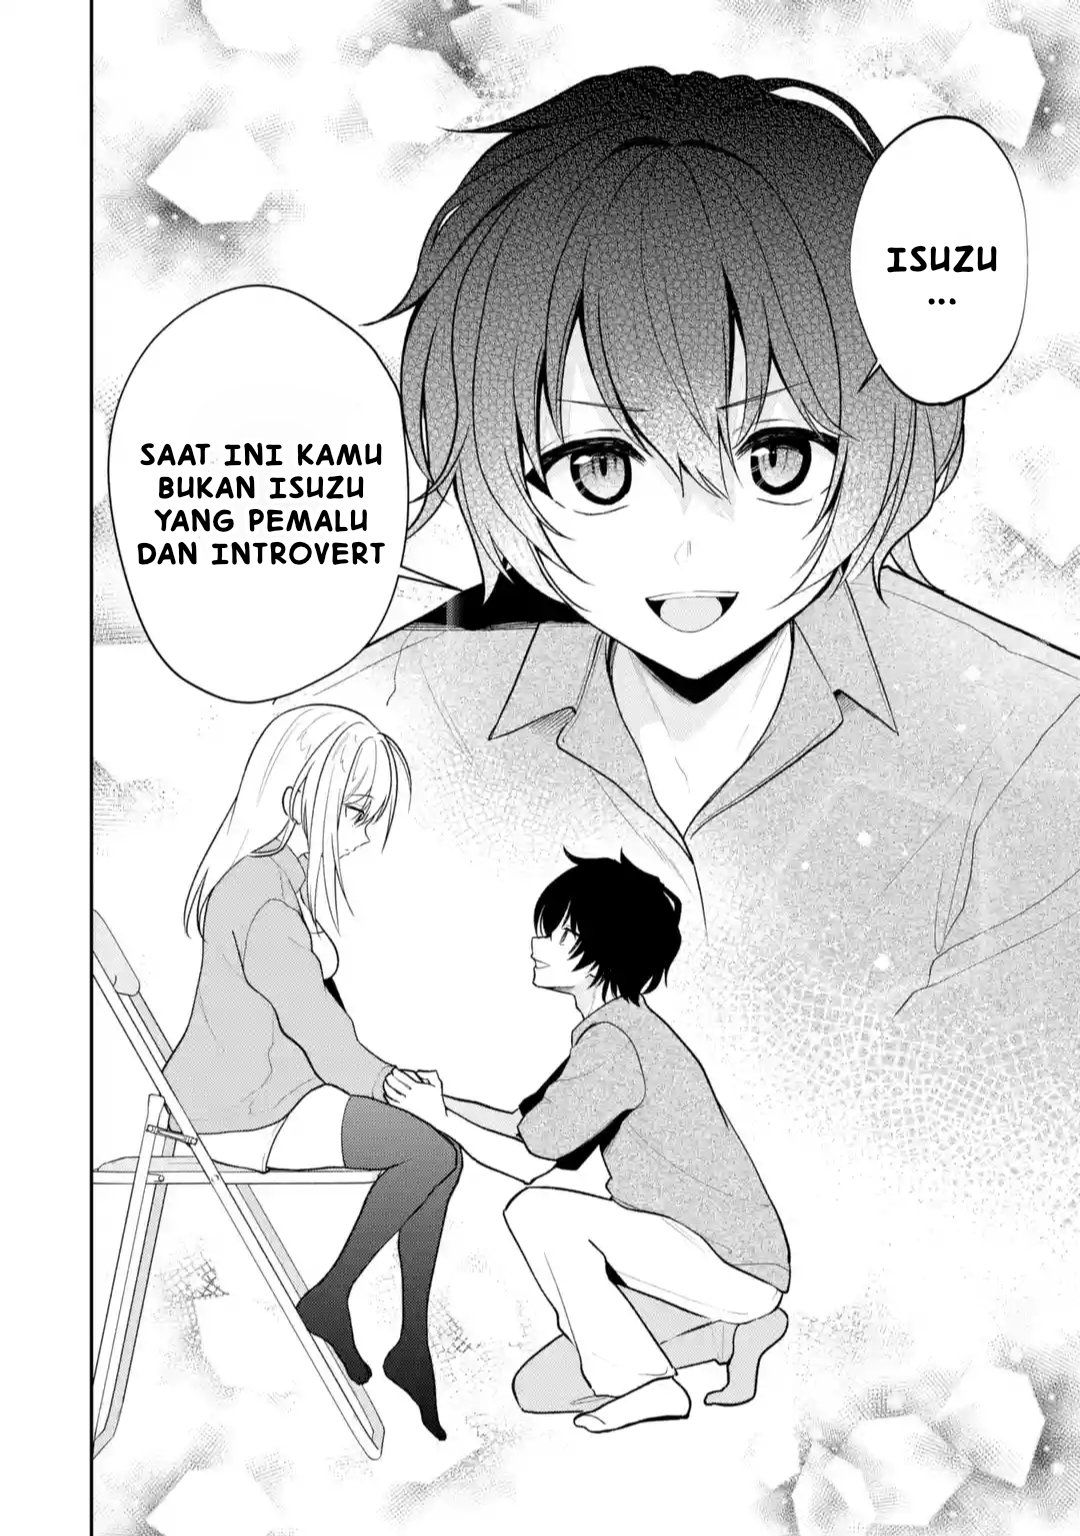 ISUZU
...
SAAT INI KAMU
BUKAN ISUZU
YANG PEMALU
DAN INTROVERT